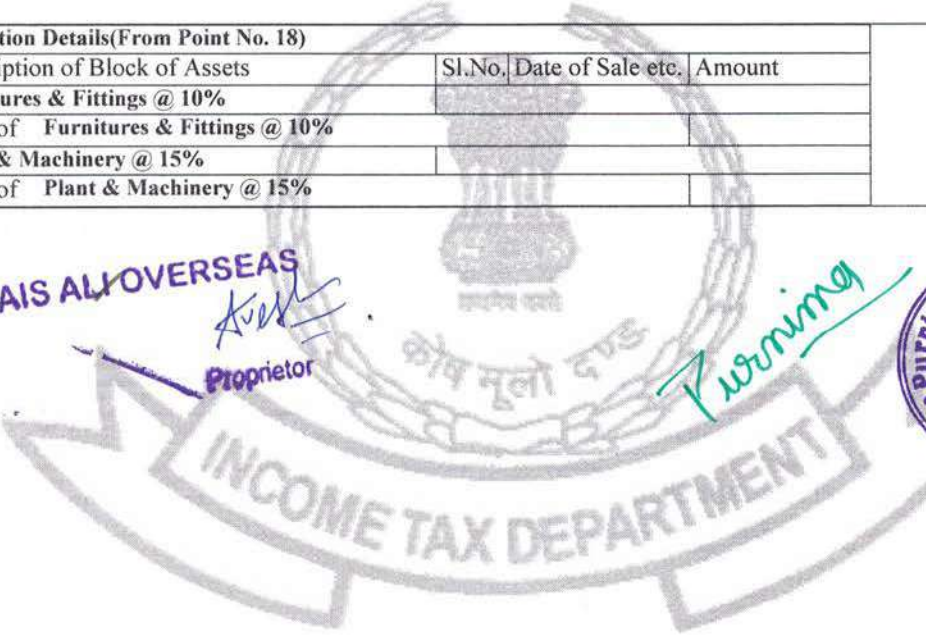 tion Details(From Point No. 18)
iption of Block of Assets Sl.No. Date of Sale etc. Amount
ures & Fittings @ 10%
of Furnitures & Fittings @ 10%
& Machinery @ 15%
of Plant & Machinery @ 15%
AIS ALI OVERSEAS
Proprietor
Purnima
कोष मूलो दण्ड
INCOME TAX DEPARTMENT